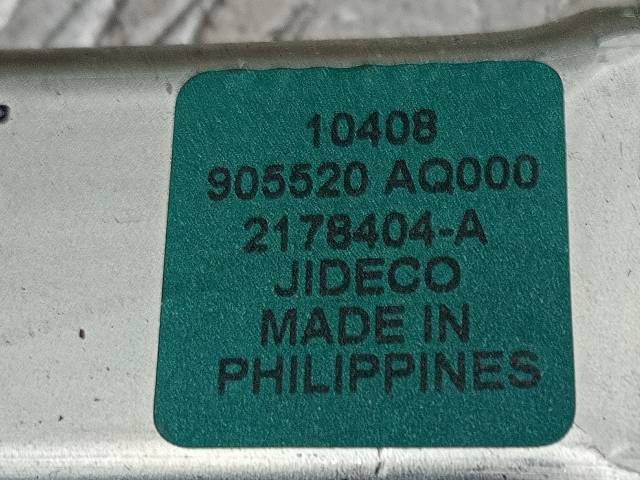 10408
905520 AQ000
2178404-A
JIDECO
MADE IN
PHILIPPINES